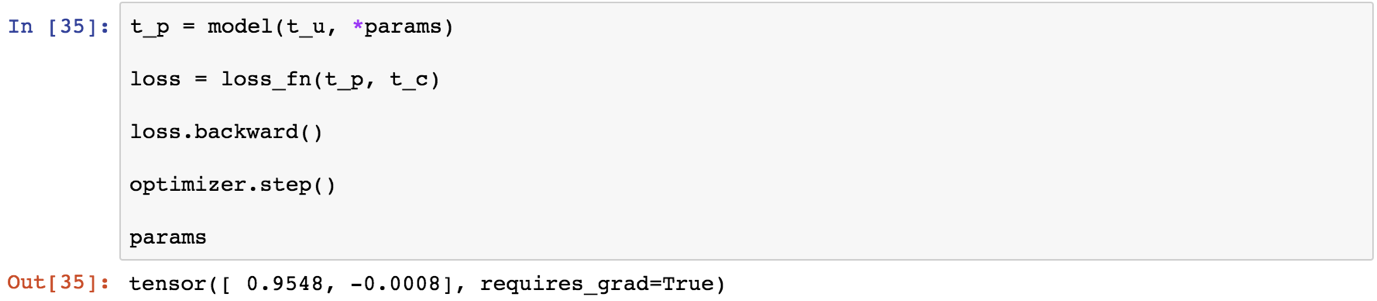 In [35]: t_p = model(t_u, *params)
loss = loss_fn(t_p, t_c)
loss.backward()
optimizer.step()
params
Out[35]: tensor([ 0.9548, -0.0008], requires_grad=True)